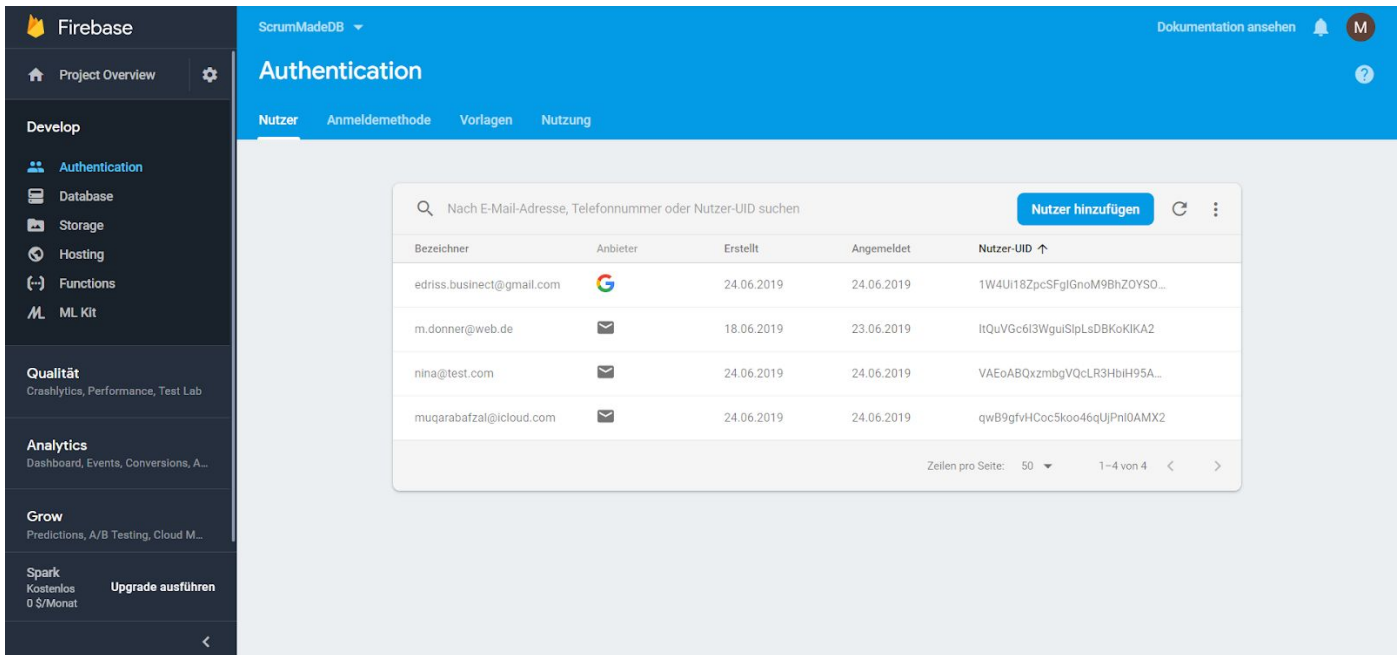 Firebase
Project Overview
Develop
Authentication
Database
Storage
Hosting
Functions
ML Kit
Qualität
Crashlytics, Performance, Test Lab
Analytics
Dashboard, Events, Conversions, A...
Grow
Predictions, A/B Testing, Cloud M...
Spark
Kostenlos
0 $/Monat
Upgrade ausführen
ScrumMadeDB
Dokumentation ansehen
M
Authentication
Nutzer Anmeldemethode Vorlagen Nutzung
Nach E-Mail-Adresse, Telefonnummer oder Nutzer-UID suchen Nutzer hinzufügen
Bezeichner Anbieter Erstellt Angemeldet Nutzer-UID
edriss.businect@gmail.com 24.06.2019 24.06.2019 1W4Ui18ZpcSFglGnoM9BhZOYSO...
m.donner@web.de 18.06.2019 23.06.2019 ItQuVGc6I3WguiSlpLsDBKoKIKA2
nina@test.com 24.06.2019 24.06.2019 VAEoABQxzmbgVQcLR3HbiH95A...
muqarabafzal@icloud.com 24.06.2019 24.06.2019 qwB9gfvHCoc5koo46qUjPnI0AMX2
Zeilen pro Seite: 50 1–4 von 4